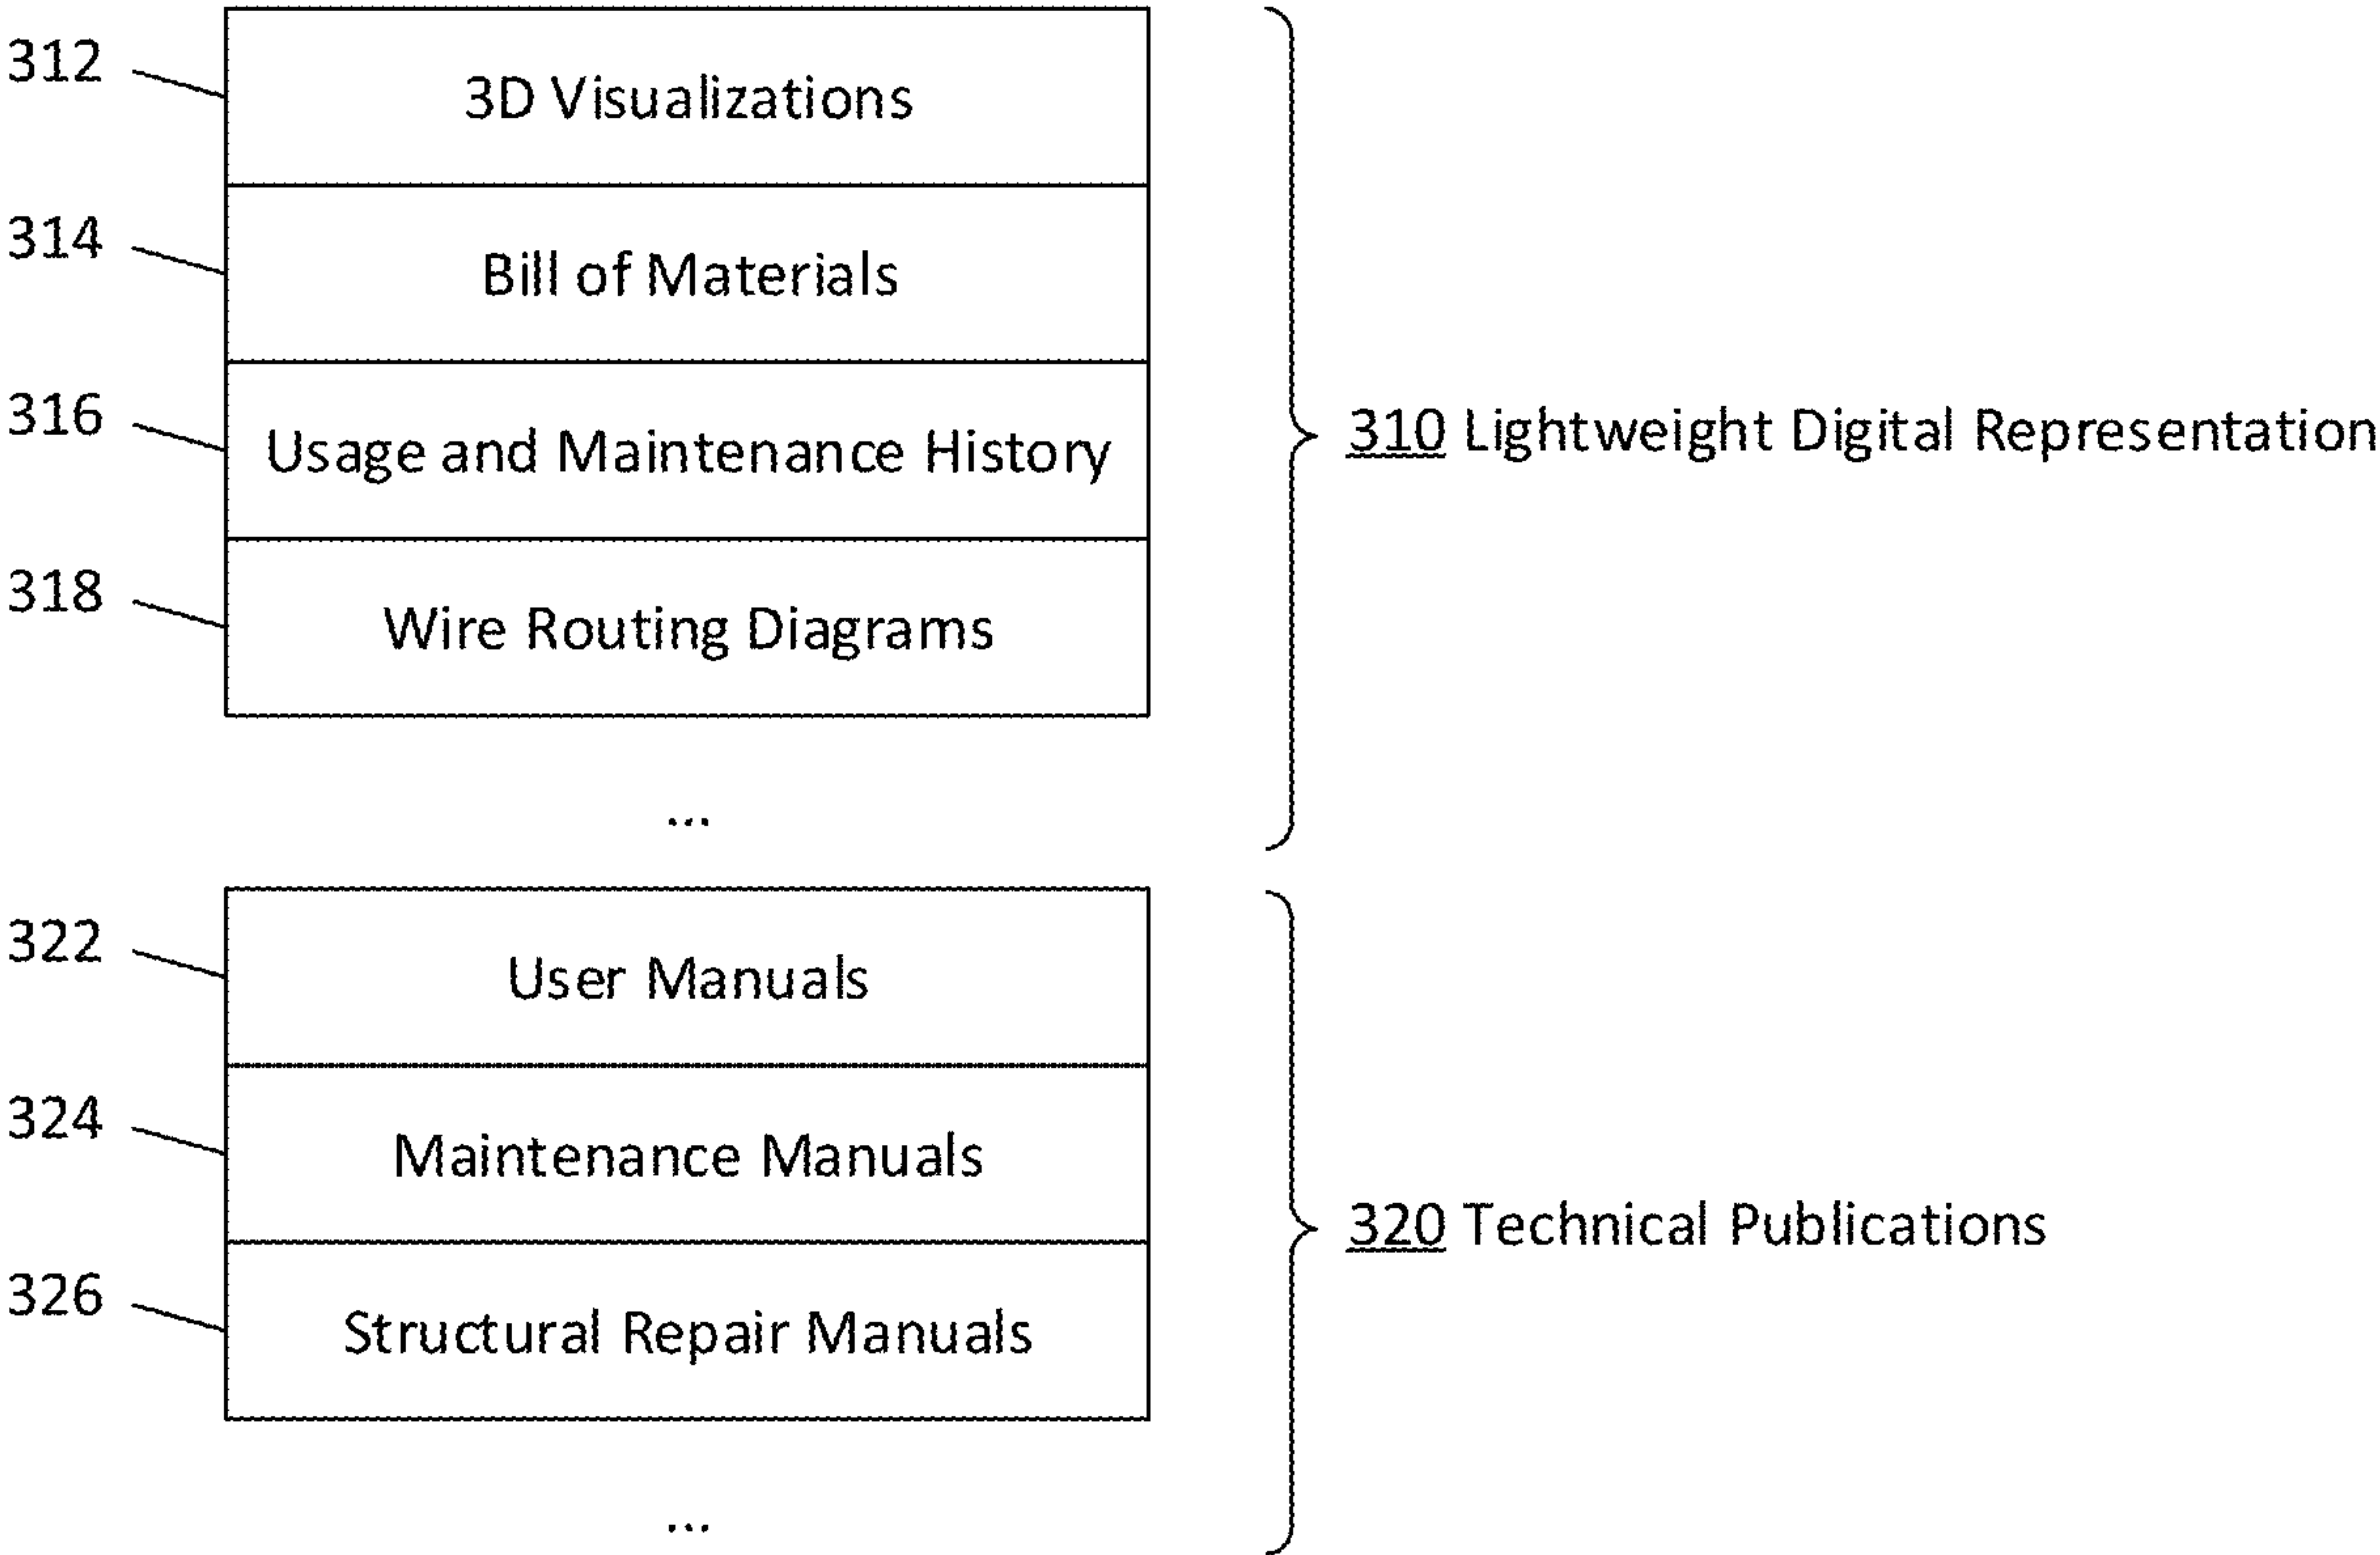 312
3D Visualizations
314
Bill of Materials
316
Usage and Maintenance History
310 Lightweight Digital Representation
318
Wire Routing Diagrams
...
322
User Manuals
324
Maintenance Manuals
320 Technical Publications
326
Structural Repair Manuals
...